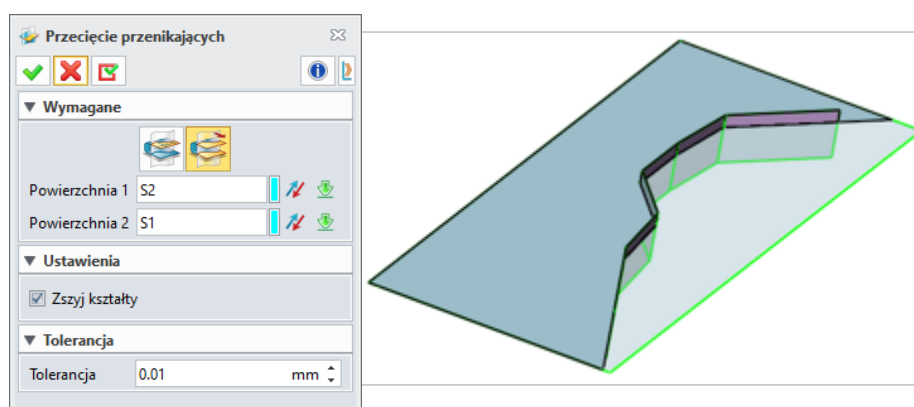 Przecięcie przenikających
Wymagane
Powierzchnia 1 S2
Powierzchnia 2 S1
Ustawienia
Zszyj kształty
Tolerancja
Tolerancja 0.01 mm